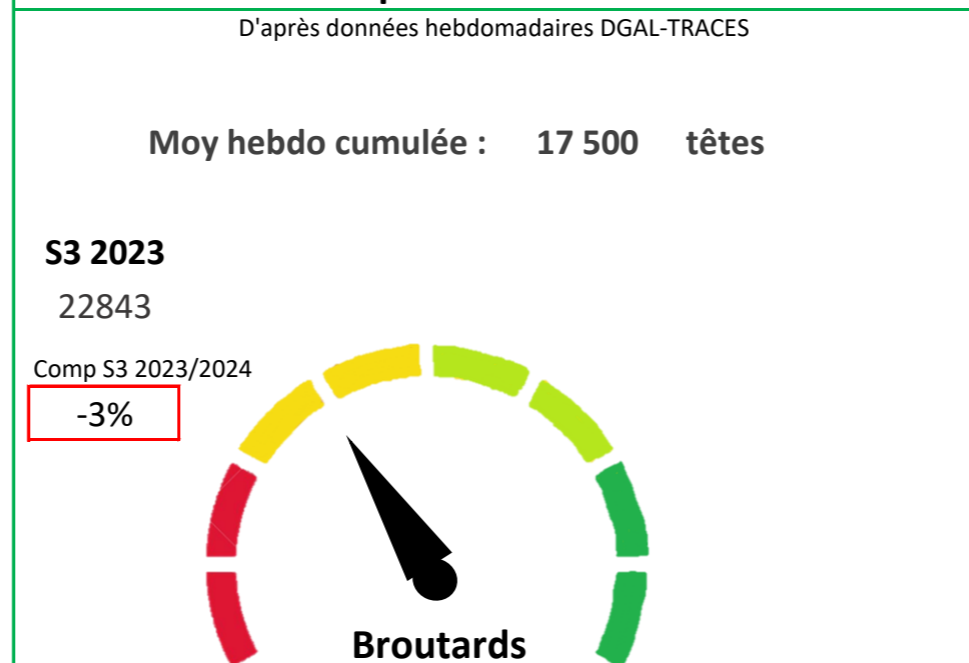 D'après données hebdomadaires DGAL-TRACES
Moy hebdo cumulée : 17 500 têtes
S3 2023
22843
Comp S3 2023/2024
-3%
Broutards